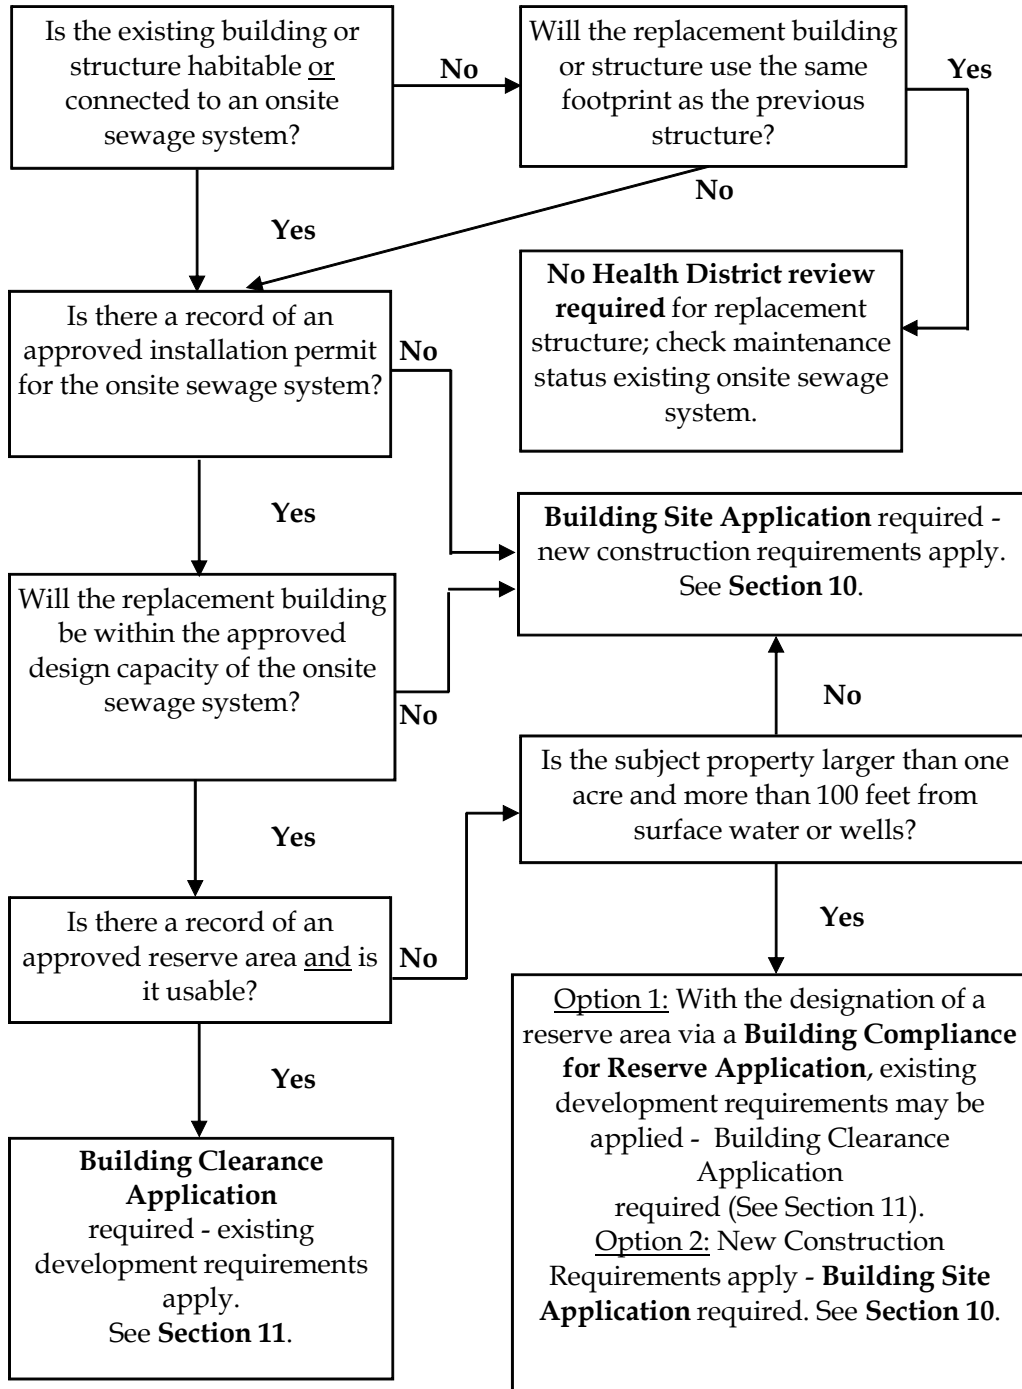 Is the existing building or
structure habitable or
connected to an onsite
sewage system?
No
Will the replacement building
or structure use the same
footprint as the previous
structure?
Yes
No
Yes
No Health District review
required for replacement
structure; check maintenance
status existing onsite sewage
system.
Is there a record of an
approved installation permit
for the onsite sewage system?
No
Yes
Building Site Application required -
new construction requirements apply.
See Section 10.
Will the replacement building
be within the approved
design capacity of the onsite
sewage system?
No
No
Is the subject property larger than one
acre and more than 100 feet from
surface water or wells?
Yes
Yes
Is there a record of an
approved reserve area and is
it usable?
No
Yes
Option 1: With the designation of a
reserve area via a Building Compliance
for Reserve Application, existing
development requirements may be
applied - Building Clearance
Application
required (See Section 11).
Option 2: New Construction
Requirements apply - Building Site
Application required. See Section 10.
Building Clearance
Application
required - existing
development requirements
apply.
See Section 11.